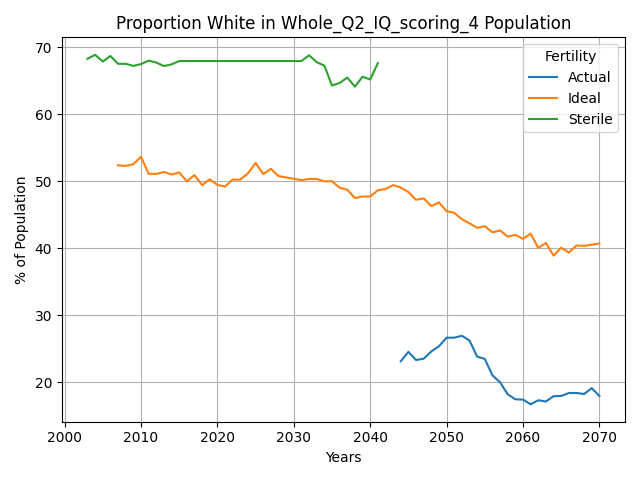 Proportion White in Whole_Q2_IQ_scoring_4 Population
% of Population
70
60
50
40
30
20
Fertility
Actual
Ideal
Sterile
2000 2010 2020 2030 2040 2050 2060 2070
Years